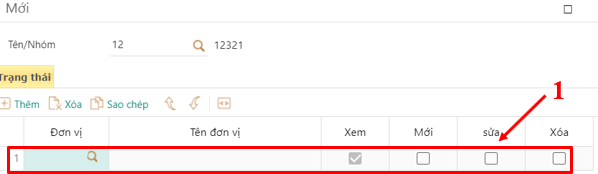 Mới
Tên/Nhóm 12 12321
Trạng thái
Thêm Xóa Sao chép
1
Đơn vị Tên đơn vị Xem Mới sửa Xóa
1